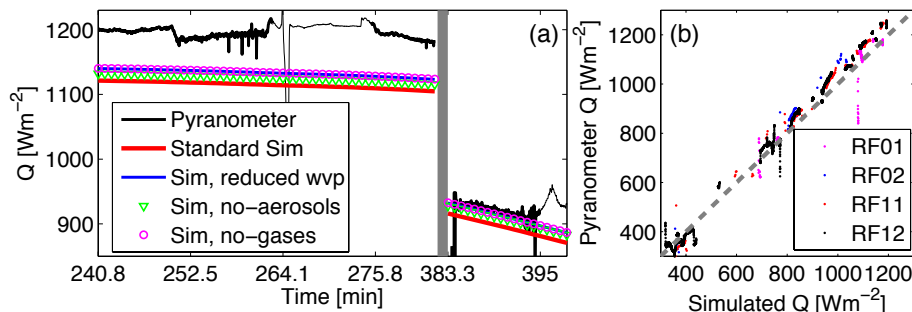 (a)
Q [Wm⁻²]
1200
1100
1000
900
Pyranometer
Standard Sim
Sim, reduced wvp
Sim, no−aerosols
Sim, no−gases
240.8 252.5 264.1 275.8 383.3 395
Time [min]
(b)
Pyranometer Q [Wm⁻²]
1200
1000
800
600
400
RF01
RF02
RF11
RF12
400 600 800 1000 1200
Simulated Q [Wm⁻²]